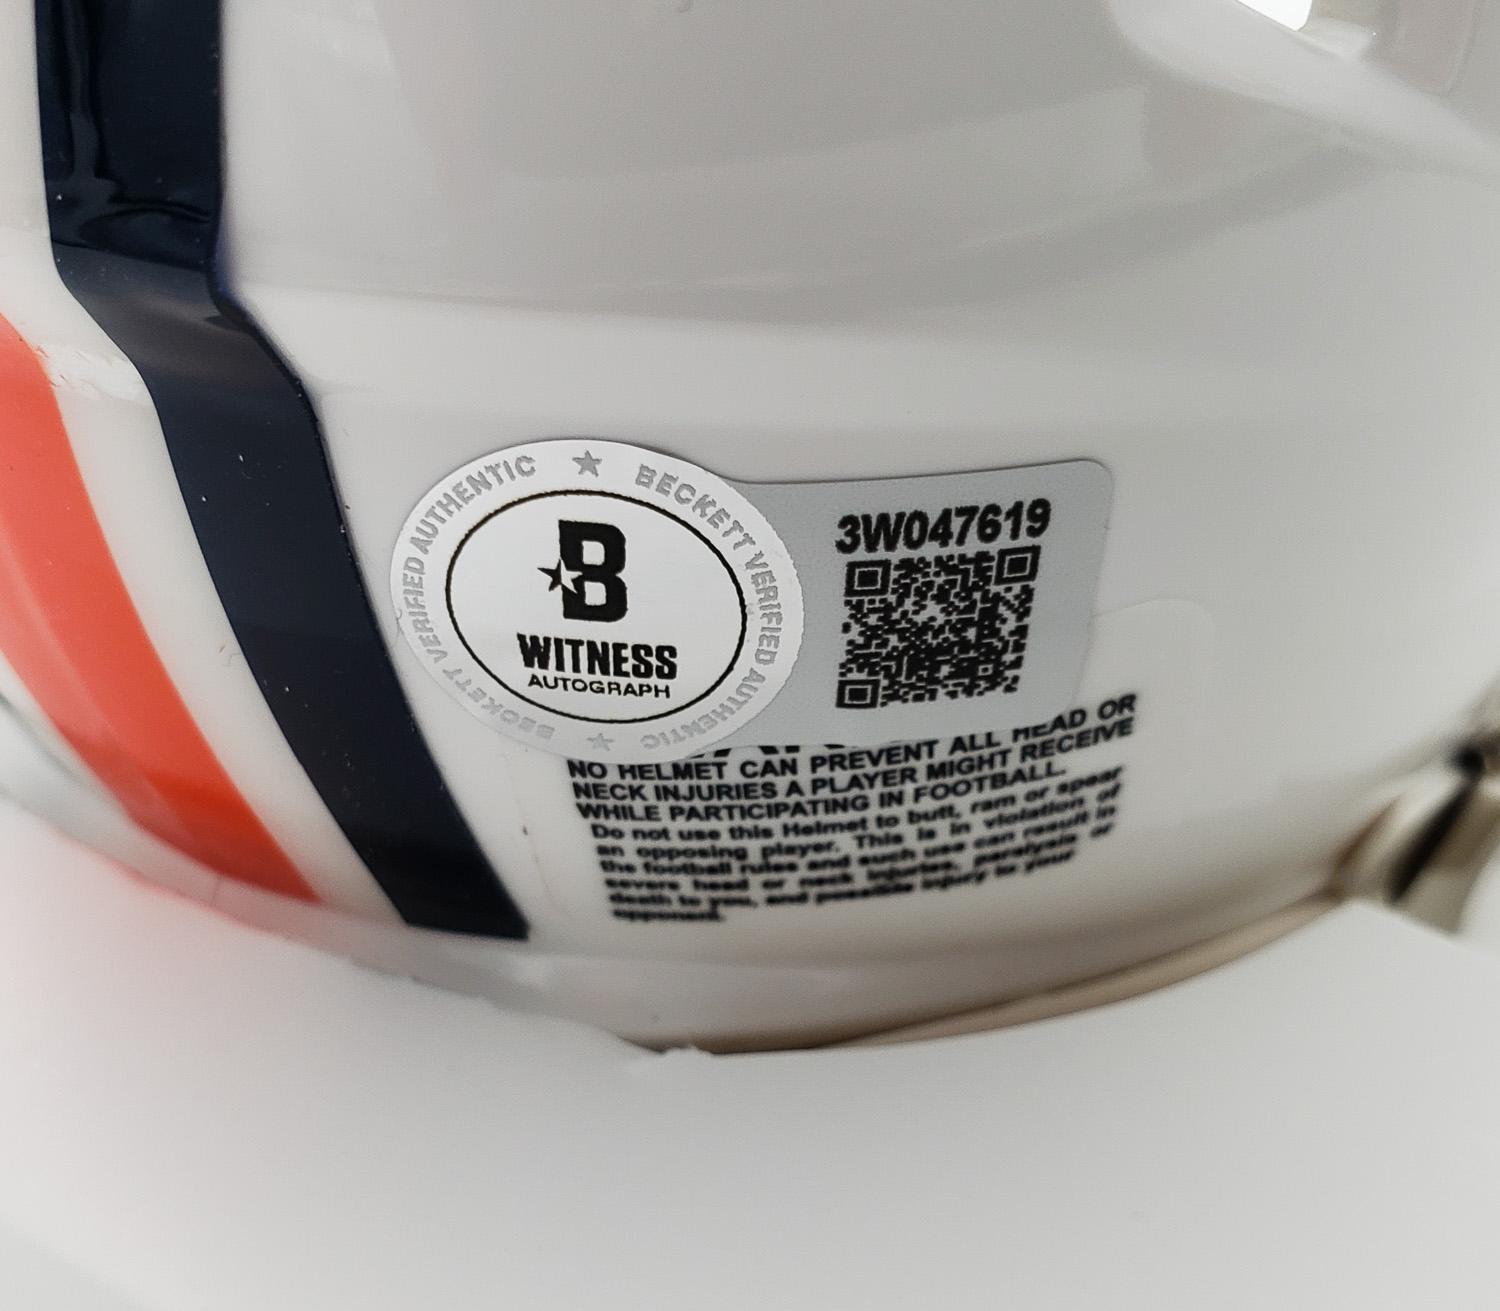 BECKETT VERIFIED AUTHENTIC ★ BECKETT VERIFIED AUTHENTIC ★
B
WITNESS
AUTOGRAPH
3W047619
NO HELMET CAN PREVENT ALL HEAD OR
NECK INJURIES A PLAYER MIGHT RECEIVE
WHILE PARTICIPATING IN FOOTBALL.
Do not use this Helmet to butt, ram or spear
an opposing player. This is in violation of
the football rules and such use can result in
severe head or neck injuries, paralysis or
death to you, and possible injury to your
opponent.